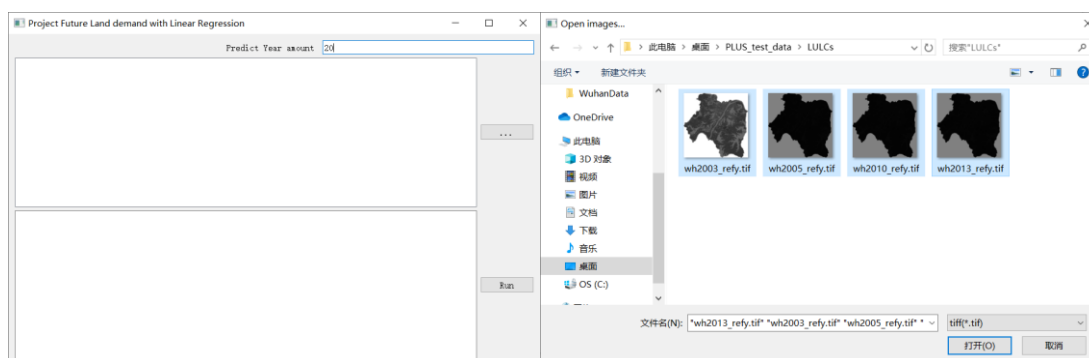 Project Future Land demand with Linear Regression
Predict Year amount 20
...
Run
Open images...
此电脑 > 桌面 > PLUS_test_data > LULCs
搜索"LULCs"
组织 新建文件夹
WuhanData
OneDrive
此电脑
3D 对象
视频
图片
文档
下载
音乐
桌面
OS (C:)
wh2003_refy.tif wh2005_refy.tif wh2010_refy.tif wh2013_refy.tif
文件名(N): "wh2013_refy.tif" "wh2003_refy.tif" "wh2005_refy.tif" "
tiff(*.tif)
打开(O) 取消